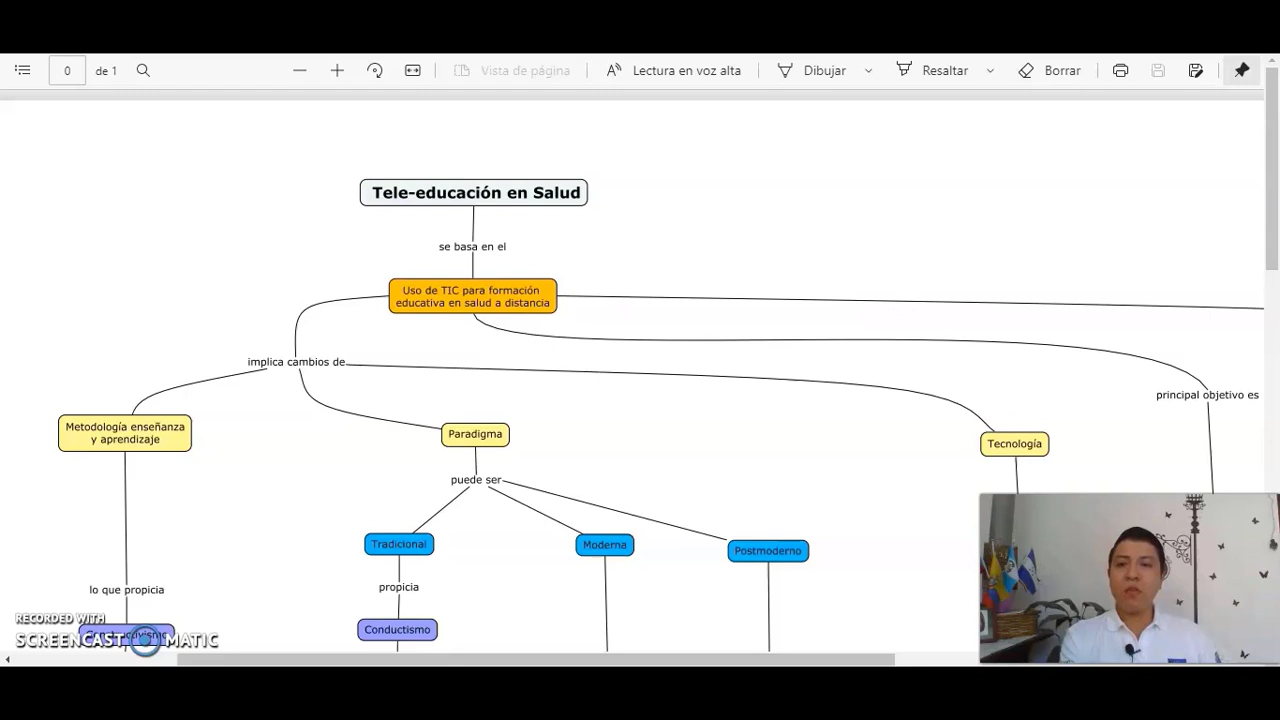 0 de 1 Vista de página Lectura en voz alta Dibujar Resaltar Borrar
Tele-educación en Salud
se basa en el
Uso de TIC para formación
educativa en salud a distancia
implica cambios de
principal objetivo es
Metodología enseñanza
y aprendizaje
Paradigma
Tecnología
puede ser
Tradicional
Moderna
Postmoderno
lo que propicia
propicia
Conductismo
RECORDED WITH
SCREENCAST MATIC